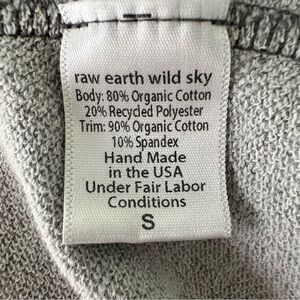 raw earth wild sky
Body: 80% Organic Cotton
20% Recycled Polyester
Trim: 90% Organic Cotton
10% Spandex
Hand Made
in the USA
Under Fair Labor
Conditions
S